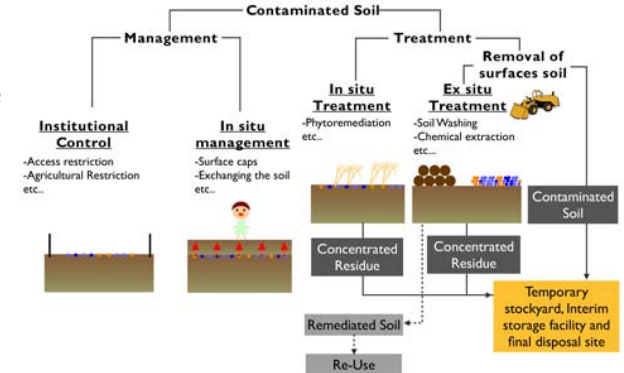 Contaminated Soil
Management
Treatment
Removal of
surfaces soil
Institutional
Control
-Access restriction
-Agricultural Restriction
etc..
In situ
management
-Surface caps
-Exchanging the soil
etc..
In situ
Treatment
-Phytoremediation
etc..
Ex situ
Treatment
-Soil Washing
-Chemical extraction
etc...
Concentrated
Residue
Concentrated
Residue
Contaminated
Soil
Remediated Soil
Re-Use
Temporary
stockyard, Interim
storage facility and
final disposal site